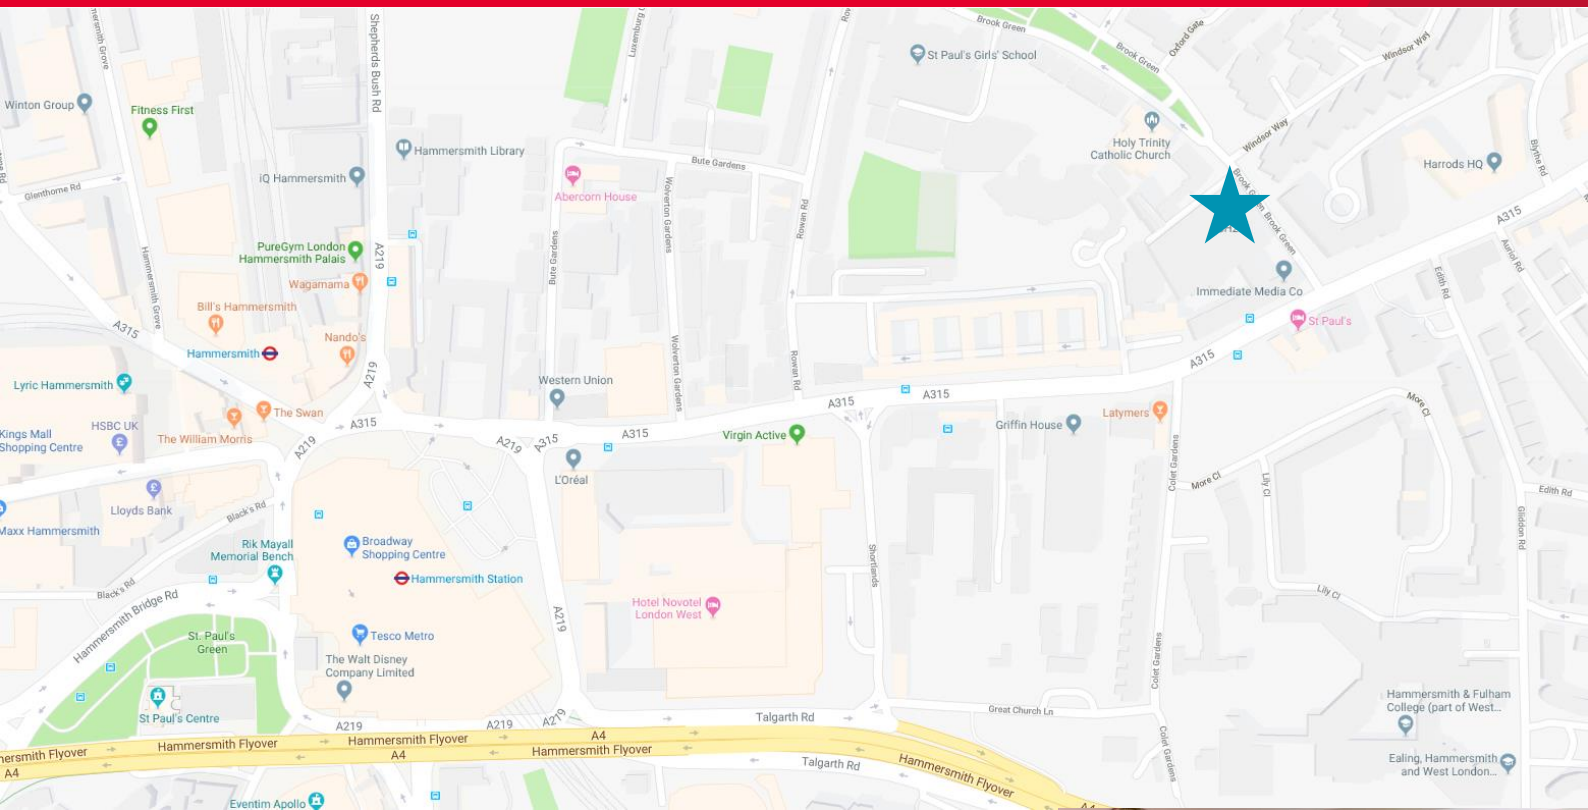 Shepherds Bush Rd
Hammersmith Grove
Luxemburg
Brook Green
Oxford Gate
Windsor Way
Brook Green
St Paul's Girls' School
Winton Group
Fitness First
Hammersmith Library
Holy Trinity
Catholic Church
Windsor Way
Harrods HQ
Blythe Rd
Bute Gardens
iQ Hammersmith
Glenthorne Rd
Abercorn House
Wolverton Gardens
Rowan Rd
Brook Green
Brook Green
A315
Hammersmith Grove
PureGym London
Hammersmith Palais
A219
Bute Gardens
Auriol Rd
Edith Rd
Wagamama
Immediate Media Co
Bill's Hammersmith
A315
Nando's
St Paul's
Hammersmith
Wolverton Gardens
Rowan Rd
A315
Lyric Hammersmith
A219
Western Union
A315
A315
More Cl
The Swan
Latymers
HSBC UK
A315
Griffin House
Kings Mall
Shopping Centre
The William Morris
A219
A219
A315
A315
Virgin Active
Colet Gardens
L'Oréal
More Cl
Lily Cl
Edith Rd
Lloyds Bank
Black's Rd
Maxx Hammersmith
Gliddon Rd
Rik Mayall
Memorial Bench
Broadway
Shopping Centre
Shortlands
Hammersmith Station
Black's Rd
Lily Cl
Hammersmith Bridge Rd
A219
Hotel Novotel
London West
St. Paul's
Green
Tesco Metro
The Walt Disney
Company Limited
Colet Gardens
Hammersmith & Fulham
College (part of West...
St Paul's Centre
A219
A219
A219
Talgarth Rd
Great Church Ln
Colet Gardens
Hammersmith Flyover
Hammersmith Flyover
A4
A4
Hammersmith Flyover
A4
Talgarth Rd
Hammersmith Flyover
Ealing, Hammersmith
and West London...
Eventim Apollo